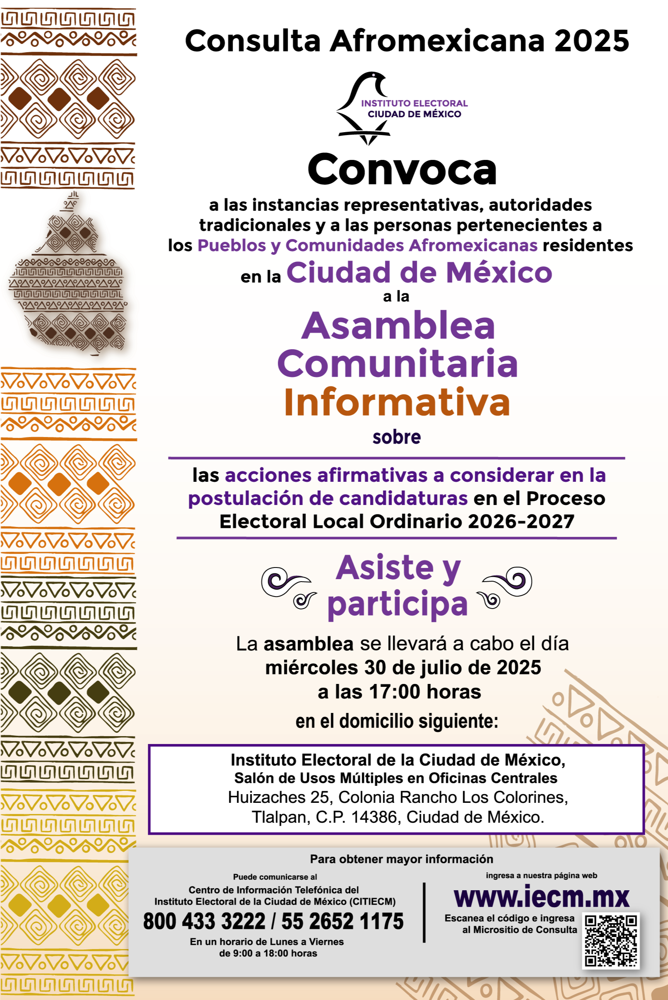 Consulta Afromexicana 2025
INSTITUTO ELECTORAL
CIUDAD DE MÉXICO
Convoca
a las instancias representativas, autoridades
tradicionales y a las personas pertenecientes a
los Pueblos y Comunidades Afromexicanas residentes
en la Ciudad de México
a la
Asamblea
Comunitaria
Informativa
sobre
las acciones afirmativas a considerar en la
postulación de candidaturas en el Proceso
Electoral Local Ordinario 2026-2027
Asiste y
participa
La asamblea se llevará a cabo el día
miércoles 30 de julio de 2025
a las 17:00 horas
en el domicilio siguiente:
Instituto Electoral de la Ciudad de México,
Salón de Usos Múltiples en Oficinas Centrales
Huizaches 25, Colonia Rancho Los Colorines,
Tlalpan, C.P. 14386, Ciudad de México.
Para obtener mayor información
Puede comunicarse al
Centro de Información Telefónica del
Instituto Electoral de la Ciudad de México (CITIECM)
800 433 3222 / 55 2652 1175
En un horario de Lunes a Viernes
de 9:00 a 18:00 horas
ingresa a nuestra página web
www.iecm.mx
Escanea el código e ingresa
al Micrositio de Consulta